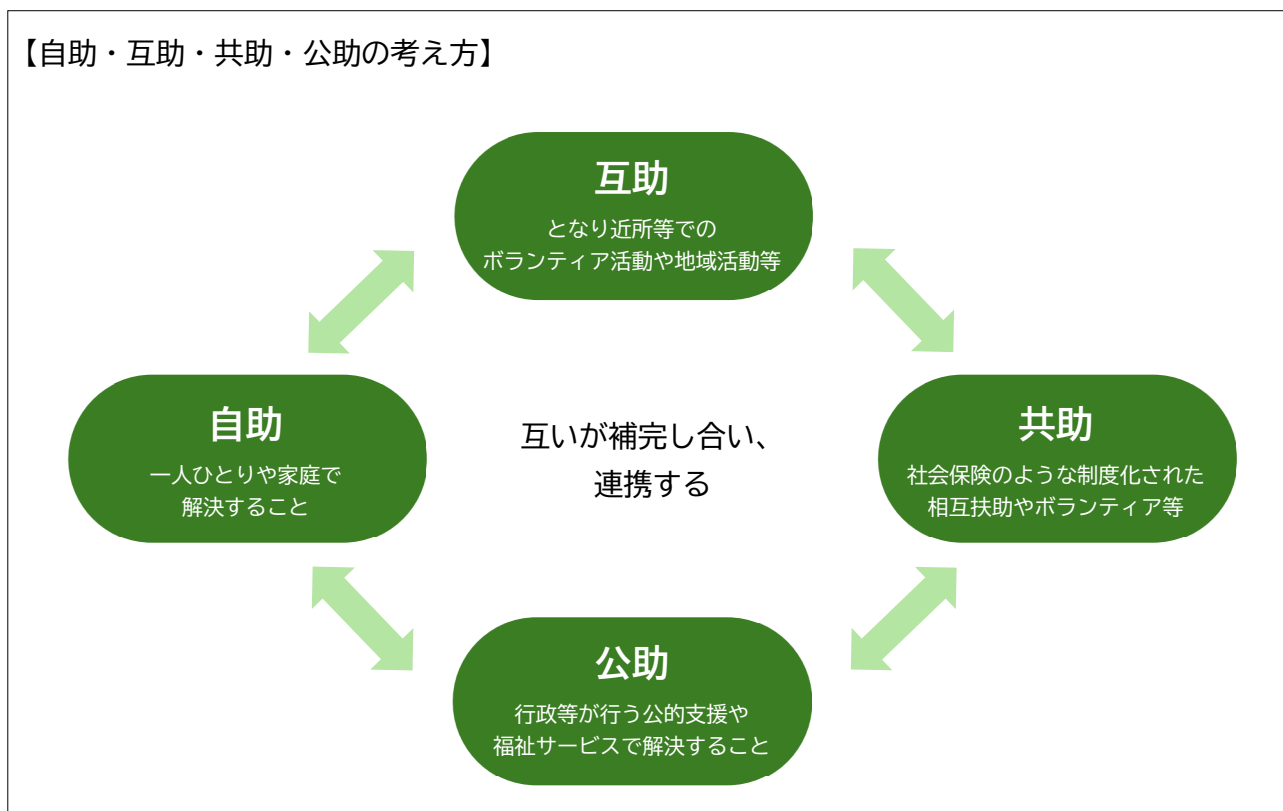 【自助・互助・共助・公助の考え方】
互助
となり近所等での
ボランティア活動や地域活動等
自助
一人ひとりや家庭で
解決すること
互いが補完し合い、
連携する
共助
社会保険のような制度化された
相互扶助やボランティア等
公助
行政等が行う公的支援や
福祉サービスで解決すること